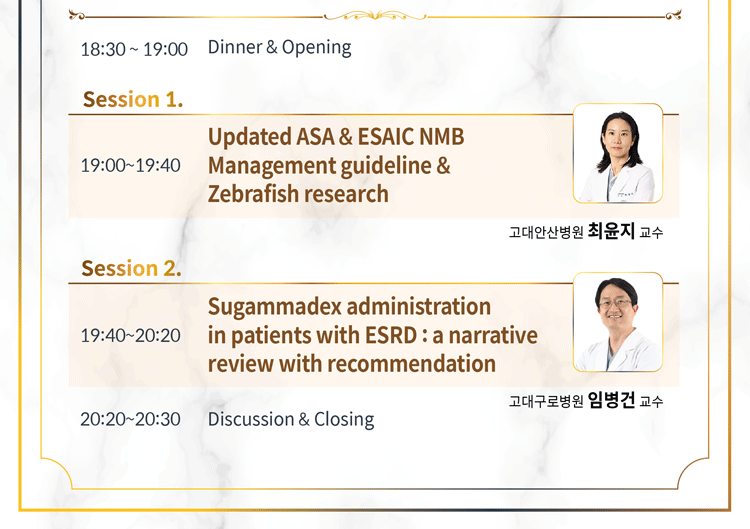 18:30 ~ 19:00 Dinner & Opening
Session 1.
Updated ASA & ESAIC NMB
19:00~19:40 Management guideline &
Zebrafish research
고대안산병원 최윤지 교수
Session 2.
Sugammadex administration
19:40~20:20 in patients with ESRD : a narrative
review with recommendation
고대구로병원 임병건 교수
20:20~20:30 Discussion & Closing